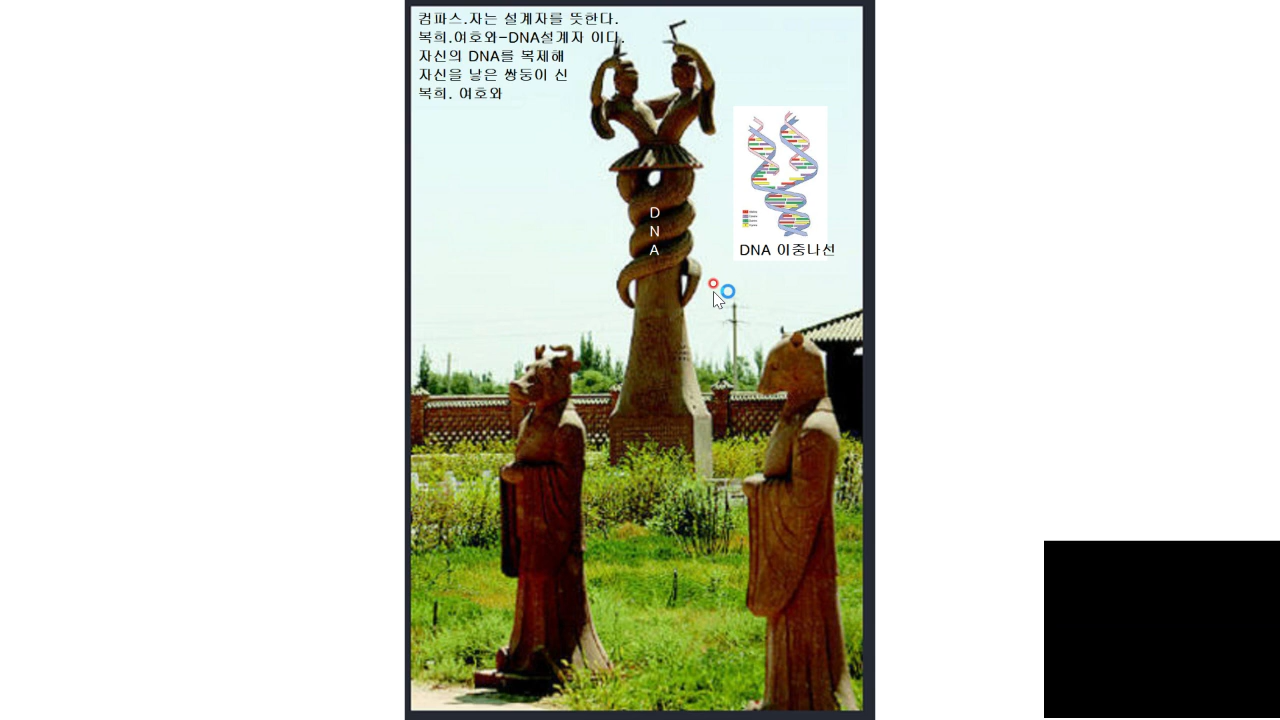 컴파스.자는 설계자를 뜻한다.
복희.여호와-DNA설계자 이다.
자신의 DNA를 복제해
자신을 낳은 쌍둥이 신
복희. 여호와
D
N
A
DNA 이중나선